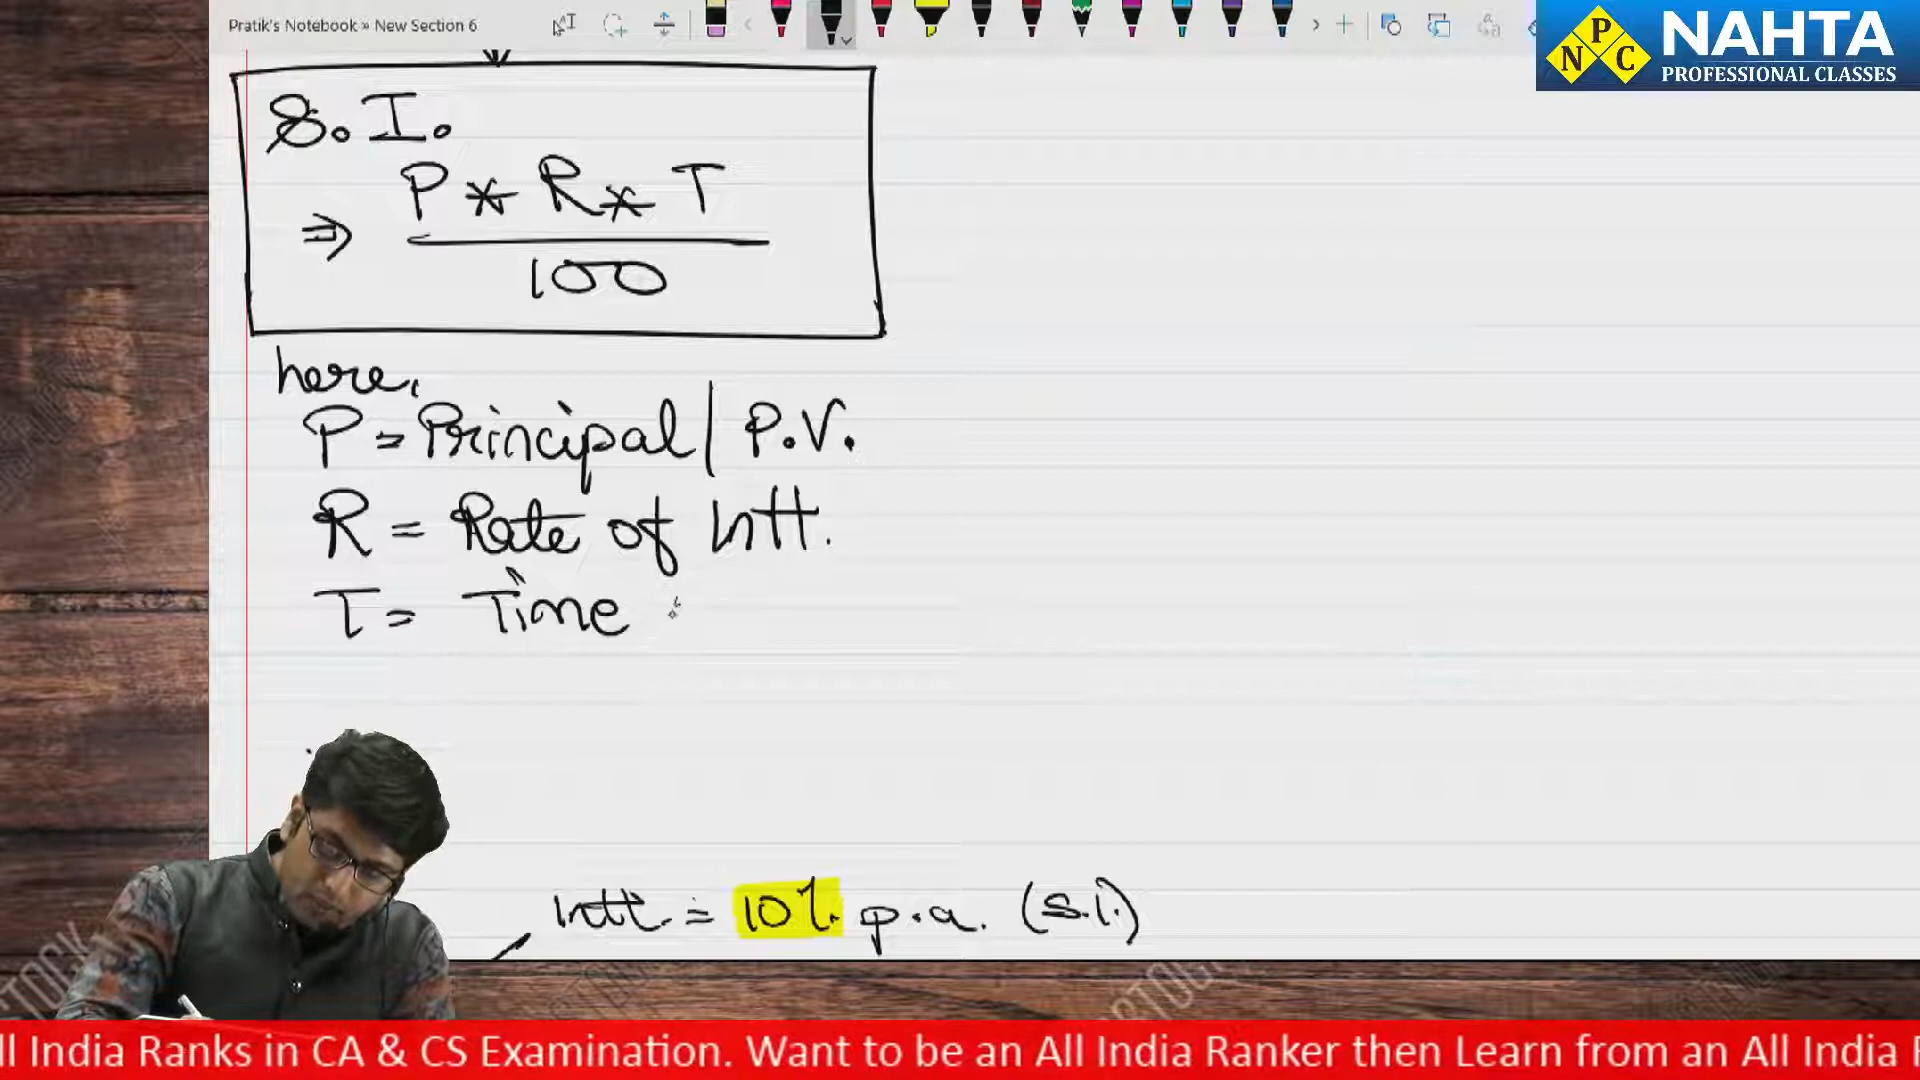 Pratik's Notebook » New Section 6
NPC
NAHTA
PROFESSIONAL CLASSES
S. I.
⇒ P * R * T
100
here,
P = Principal / P.V.
R = Rate of Intt.
T = Time
Intt. = 10% p.a. (S.I.)
ll India Ranks in CA & CS Examination. Want to be an All India Ranker then Learn from an All India